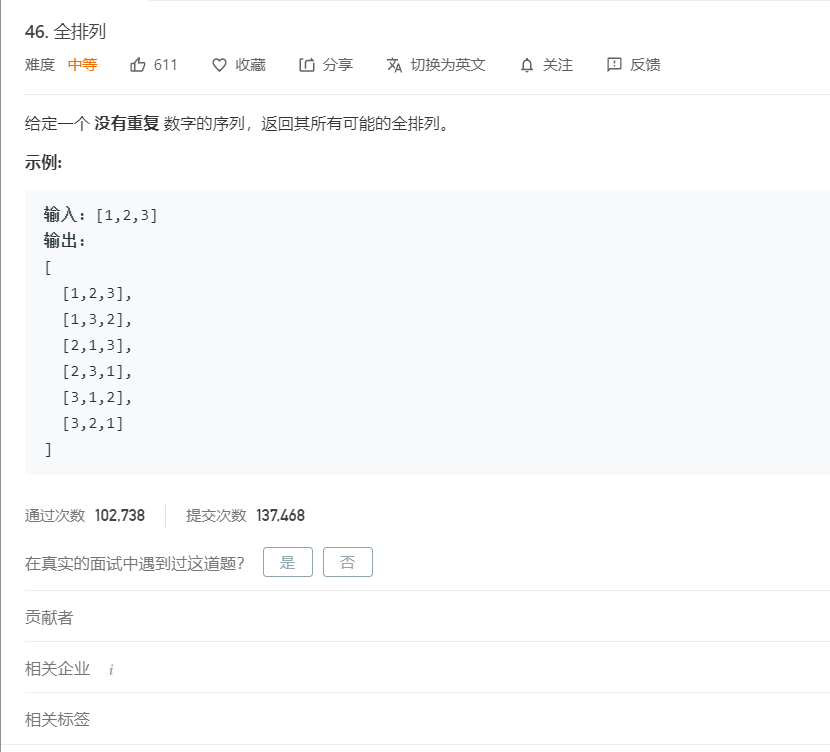 46. 全排列
难度 中等 611 收藏 分享 切换为英文 关注 反馈
给定一个 没有重复 数字的序列，返回其所有可能的全排列。
示例:
输入: [1,2,3]
输出:
[
  [1,2,3],
  [1,3,2],
  [2,1,3],
  [2,3,1],
  [3,1,2],
  [3,2,1]
]
通过次数 102,738 提交次数 137,468
在真实的面试中遇到过这道题? 是 否
贡献者
相关企业 i
相关标签